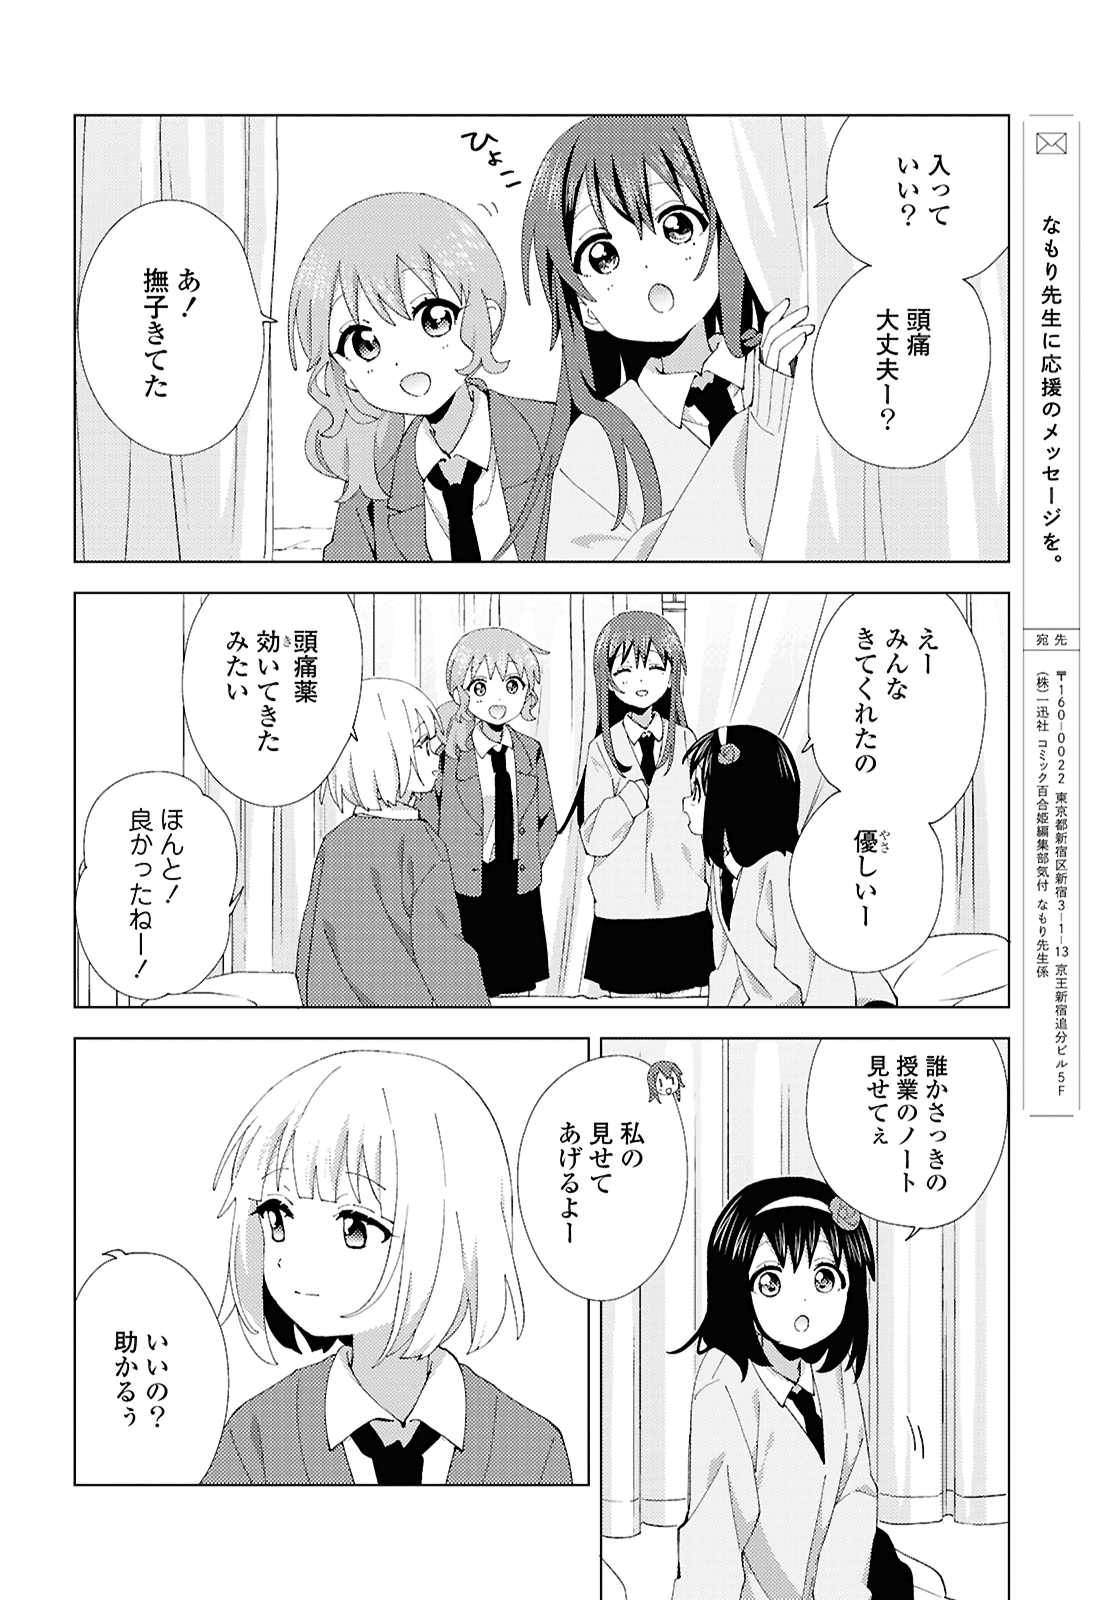 入って
いい？
頭痛
大丈夫ー？
ひょこ
あ！
撫子きてた
えー
みんな
きてくれたの
優しいー
やさ
頭痛薬
効いてきた
き
みたい
ほんと！
良かったねー！
誰かさっきの
授業のノート
見せてぇ
私の
見せて
あげるよー
いいの？
助かるぅ
なもり先生に応援のメッセージを。
宛先
〒160-0022 東京都新宿区新宿3-1-13 京王新宿追分ビル5F
(株)一迅社 コミック百合姫編集部気付 なもり先生係